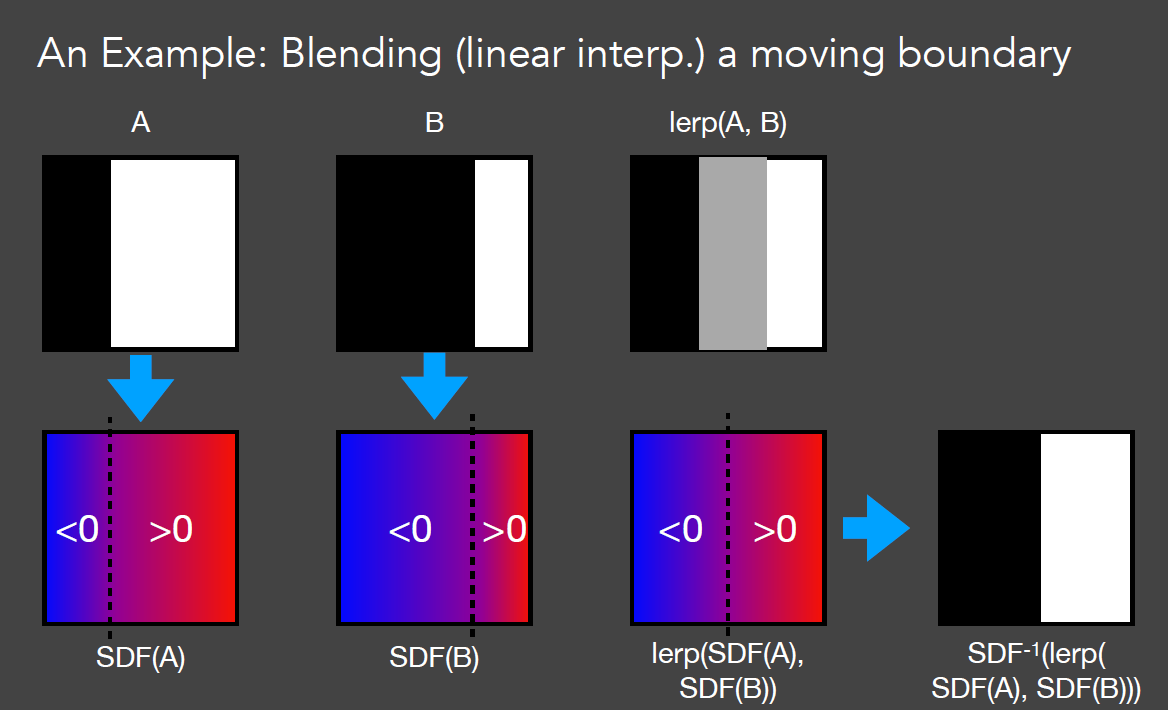 An Example: Blending (linear interp.) a moving boundary
A
B
lerp(A, B)
<0
>0
<0
>0
<0
>0
SDF(A)
SDF(B)
lerp(SDF(A),
SDF(B))
SDF⁻¹(lerp(
SDF(A), SDF(B)))